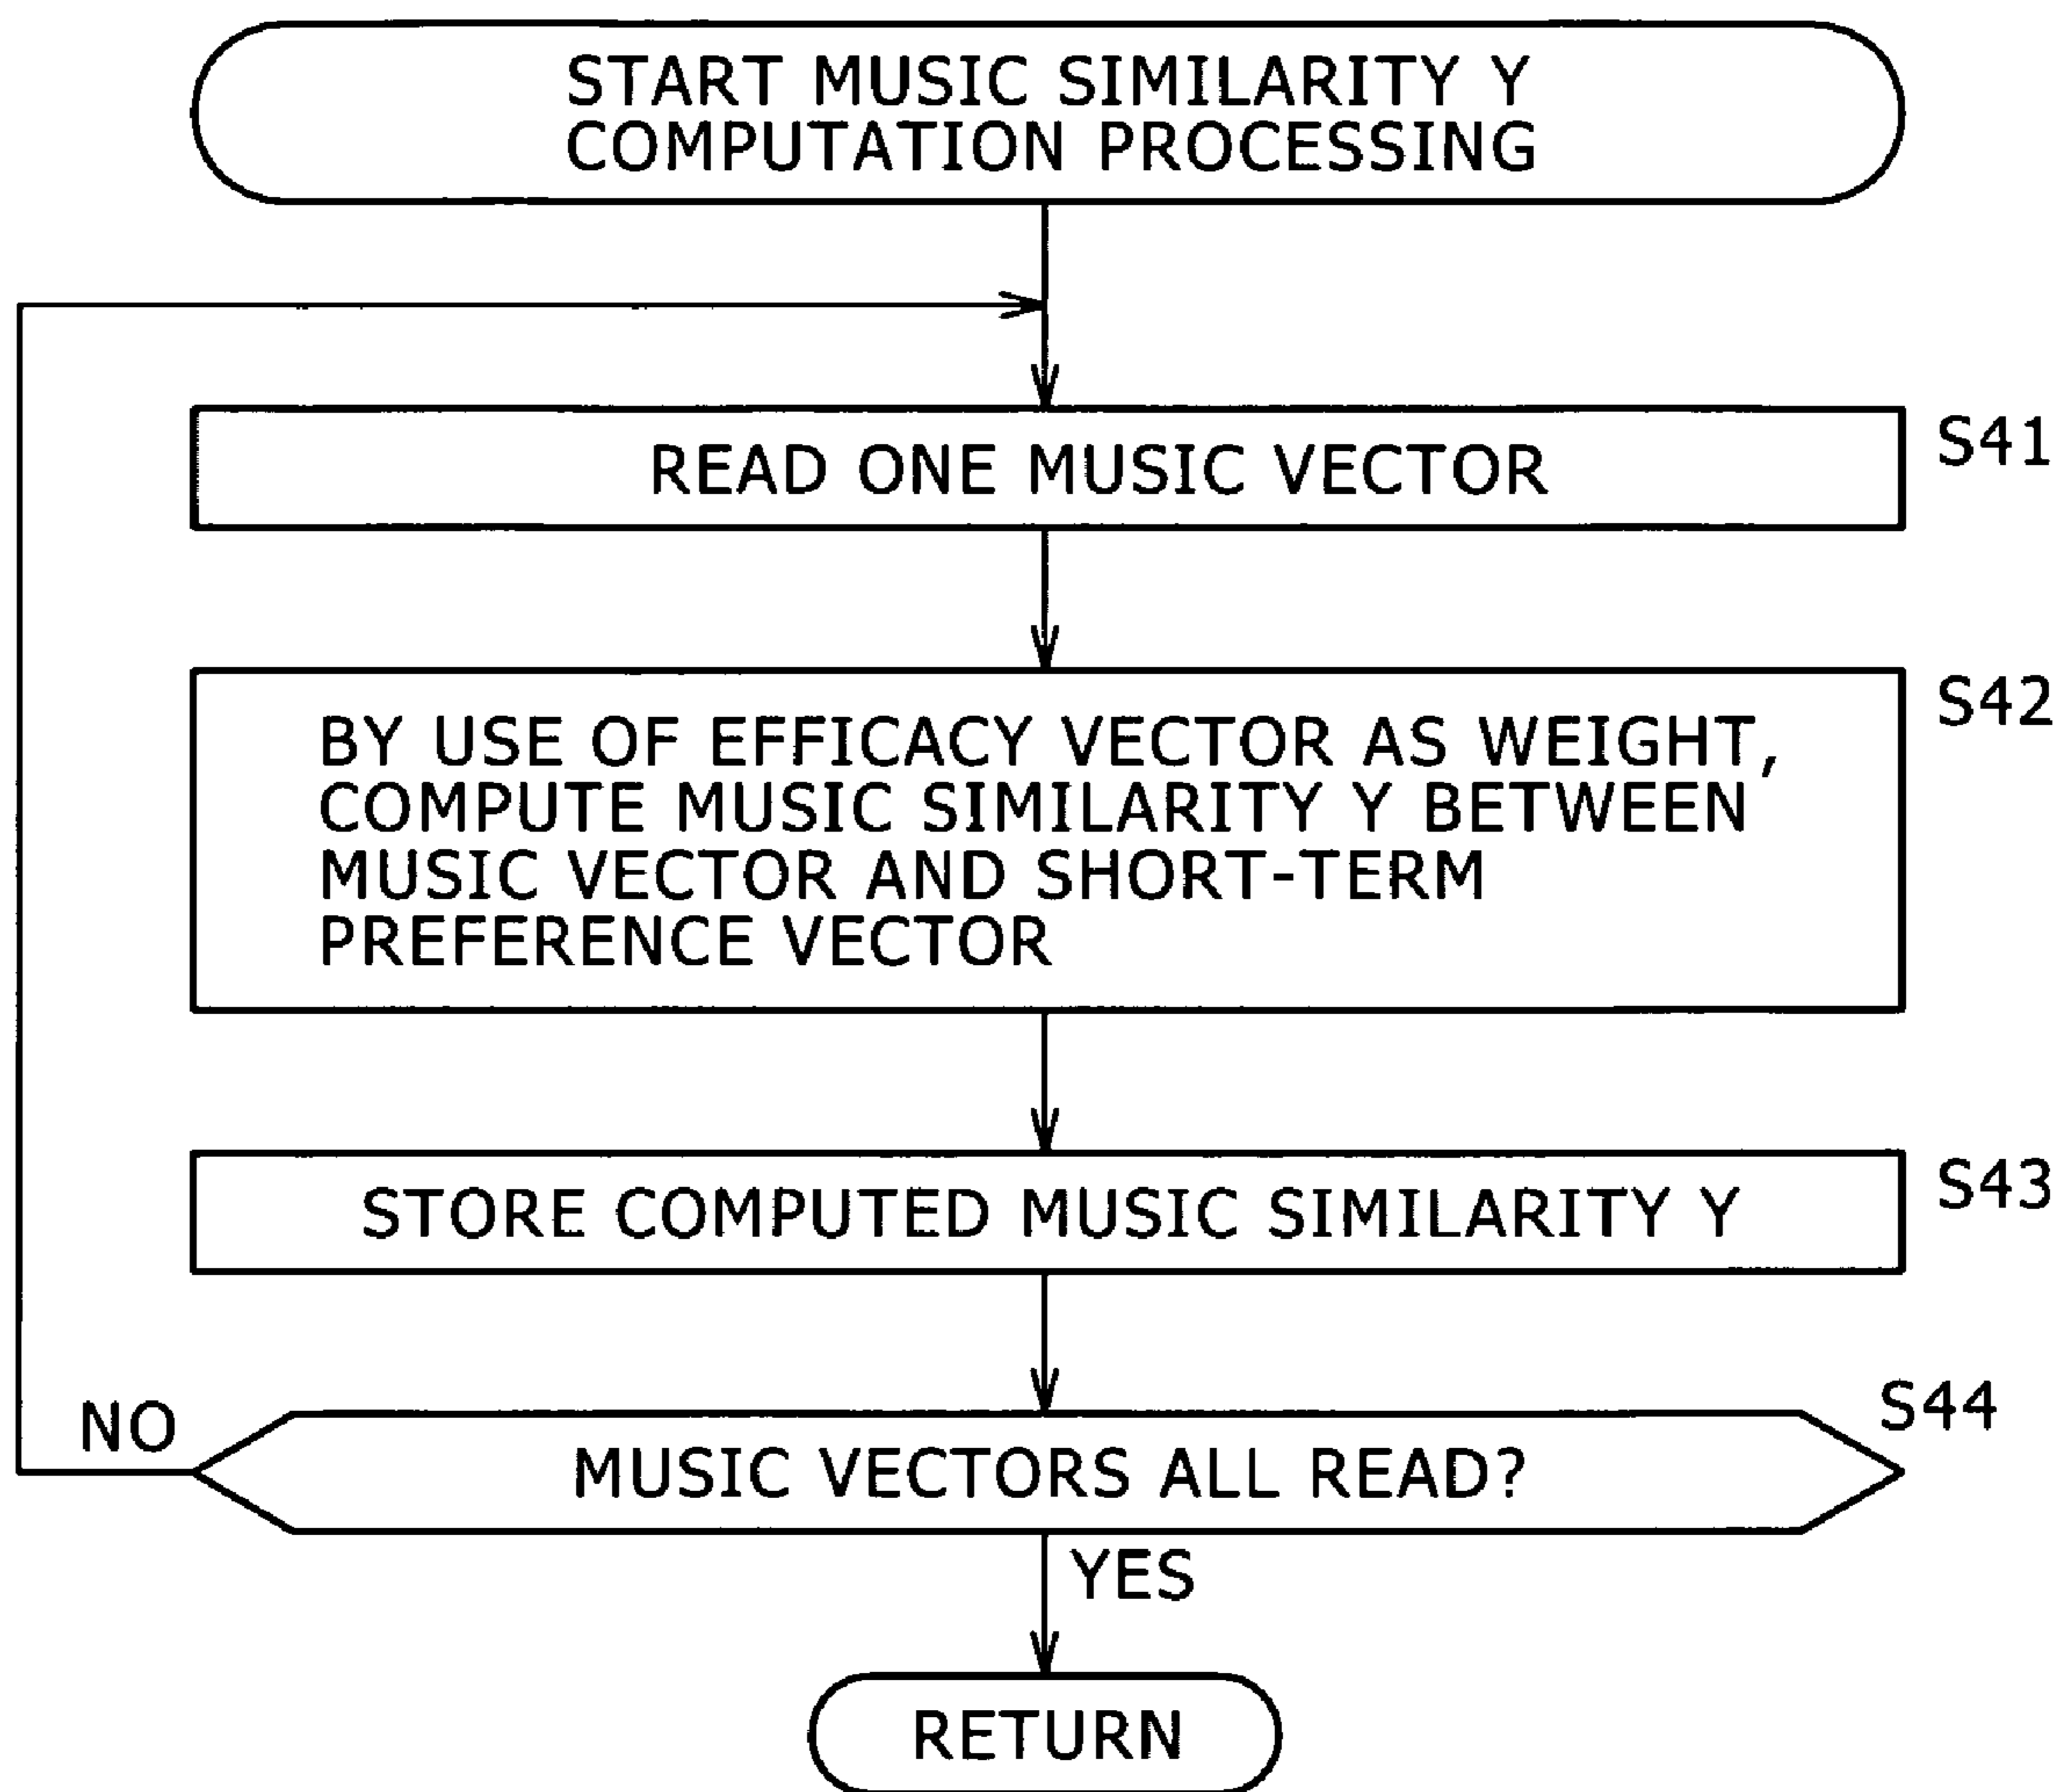 START MUSIC SIMILARITY Y
COMPUTATION PROCESSING
READ ONE MUSIC VECTOR
S41
BY USE OF EFFICACY VECTOR AS WEIGHT,
COMPUTE MUSIC SIMILARITY Y BETWEEN
MUSIC VECTOR AND SHORT-TERM
PREFERENCE VECTOR
S42
STORE COMPUTED MUSIC SIMILARITY Y
S43
MUSIC VECTORS ALL READ?
S44
NO
YES
RETURN